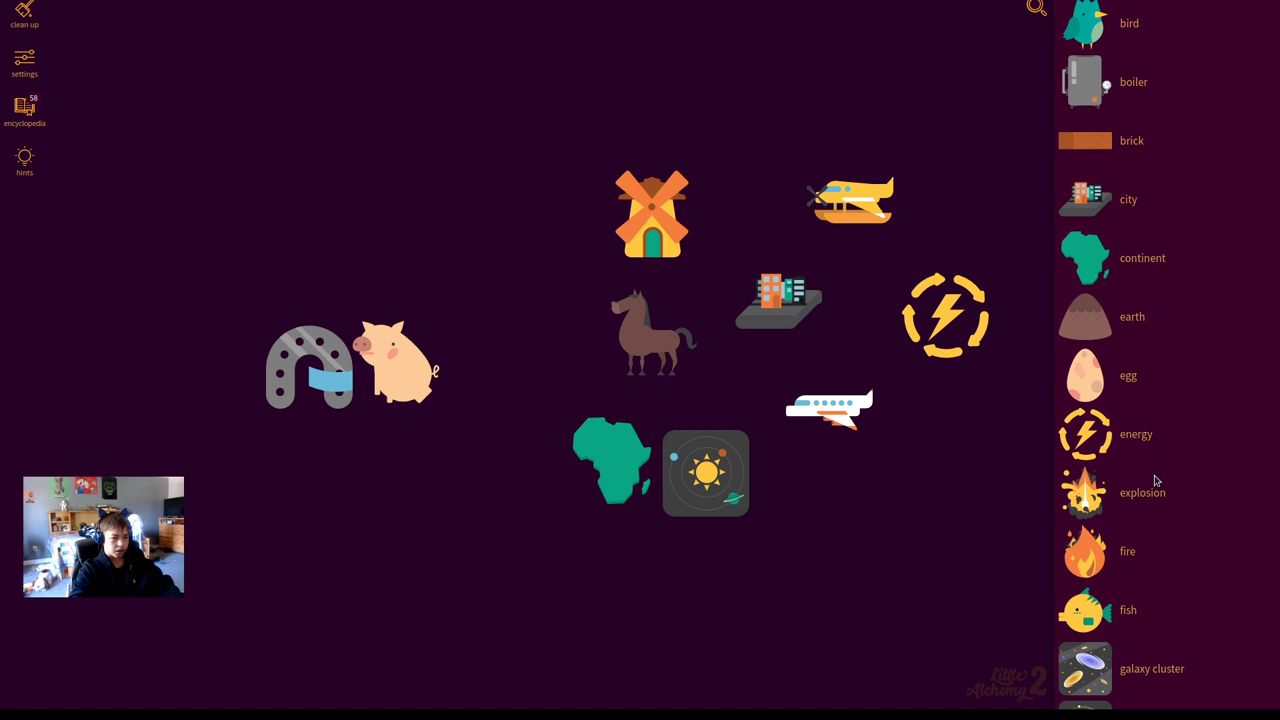 clean up
settings
58
encyclopedia
hints
bird
boiler
brick
city
continent
earth
egg
energy
explosion
fire
fish
galaxy cluster
Little
Alchemy 2